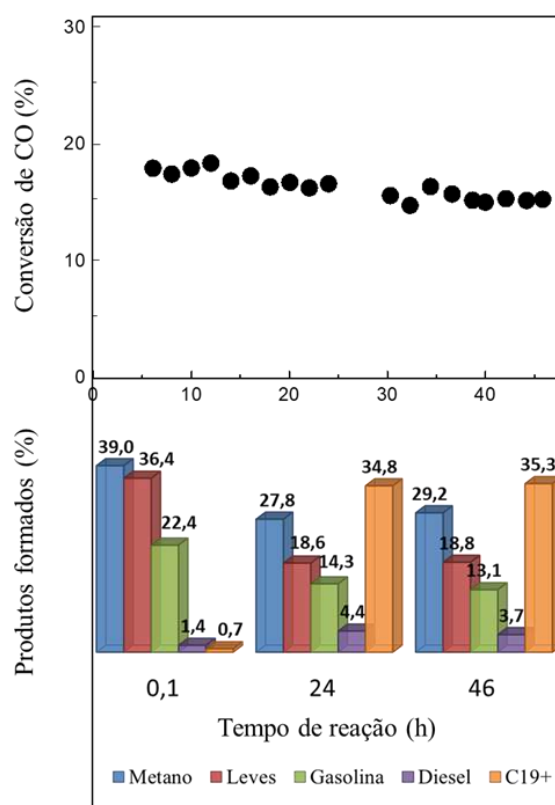 30
20
10
0
Conversão de CO (%)
0 10 20 30 40
39,0 36,4 22,4 1,4 0,7
27,8 18,6 14,3 4,4 34,8
29,2 18,8 13,1 3,7 35,3
Produtos formados (%)
0,1 24 46
Tempo de reação (h)
Metano Leves Gasolina Diesel C19+